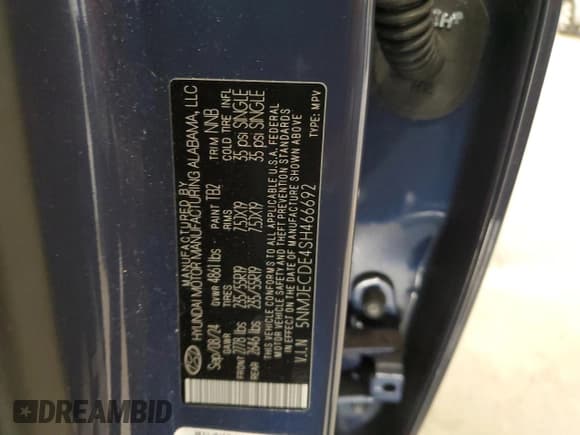 MANUFACTURED BY
HYUNDAI MOTOR MANUFACTURING ALABAMA, LLC
Sep/08/24 GVWR 4861 lbs PAINT TB2 TRIM NNB
GAWR TIRES RIMS COLD TIRE INFL
FRONT 2778 lbs 235/55R19 7.5JX19 35 psi SINGLE
REAR 2646 lbs 235/55R19 7.5JX19 35 psi SINGLE
THIS VEHICLE CONFORMS TO ALL APPLICABLE U.S.A. FEDERAL
MOTOR VEHICLE SAFETY AND THEFT PREVENTION STANDARDS
IN EFFECT ON THE DATE OF MANUFACTURE SHOWN ABOVE
V.I.N 5NMJECDE4SH466692 TYPE: MPV
DREAMBID